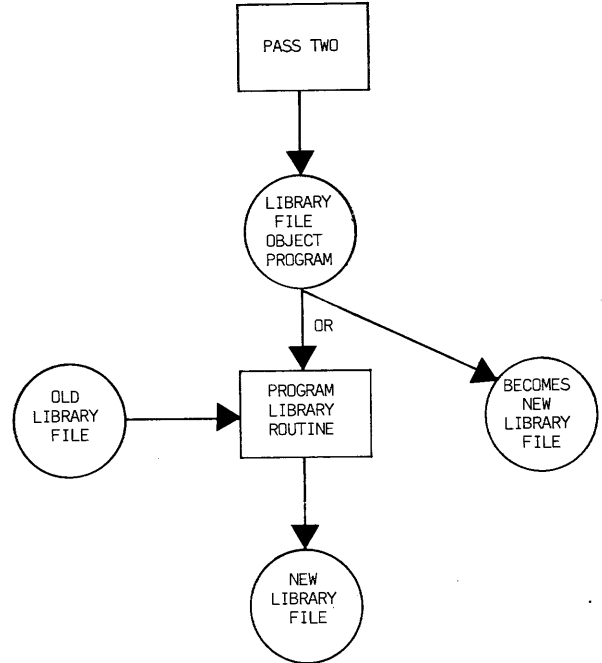 PASS TWO
LIBRARY
FILE
OBJECT
PROGRAM
OR
OLD
LIBRARY
FILE
PROGRAM
LIBRARY
ROUTINE
BECOMES
NEW
LIBRARY
FILE
NEW
LIBRARY
FILE